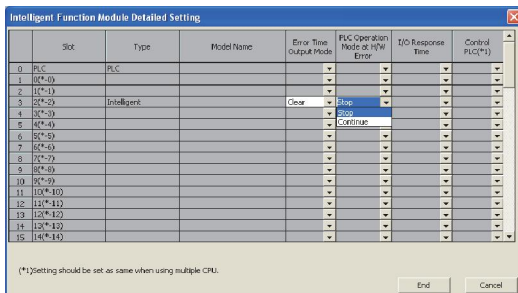 Intelligent Function Module Detailed Setting
Slot Type Model Name Error Time Output Mode PLC Operation Mode at H/W Error I/O Response Time Control PLC(*1)
0 PLC PLC
1 0(*-0)
2 1(*-1)
3 2(*-2) Intelligent Clear Stop
4 3(*-3) Stop
5 4(*-4) Continue
6 5(*-5)
7 6(*-6)
8 7(*-7)
9 8(*-8)
10 9(*-9)
11 10(*-10)
12 11(*-11)
13 12(*-12)
14 13(*-13)
15 14(*-14)
(*1)Setting should be set as same when using multiple CPU.
End Cancel